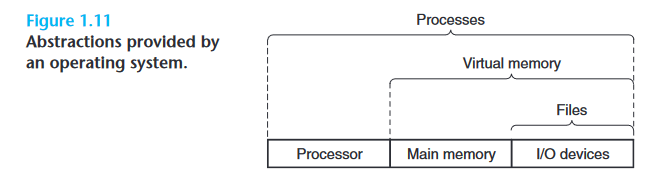 Figure 1.11
Abstractions provided by
an operating system.
Processes
Virtual memory
Files
Processor
Main memory
I/O devices